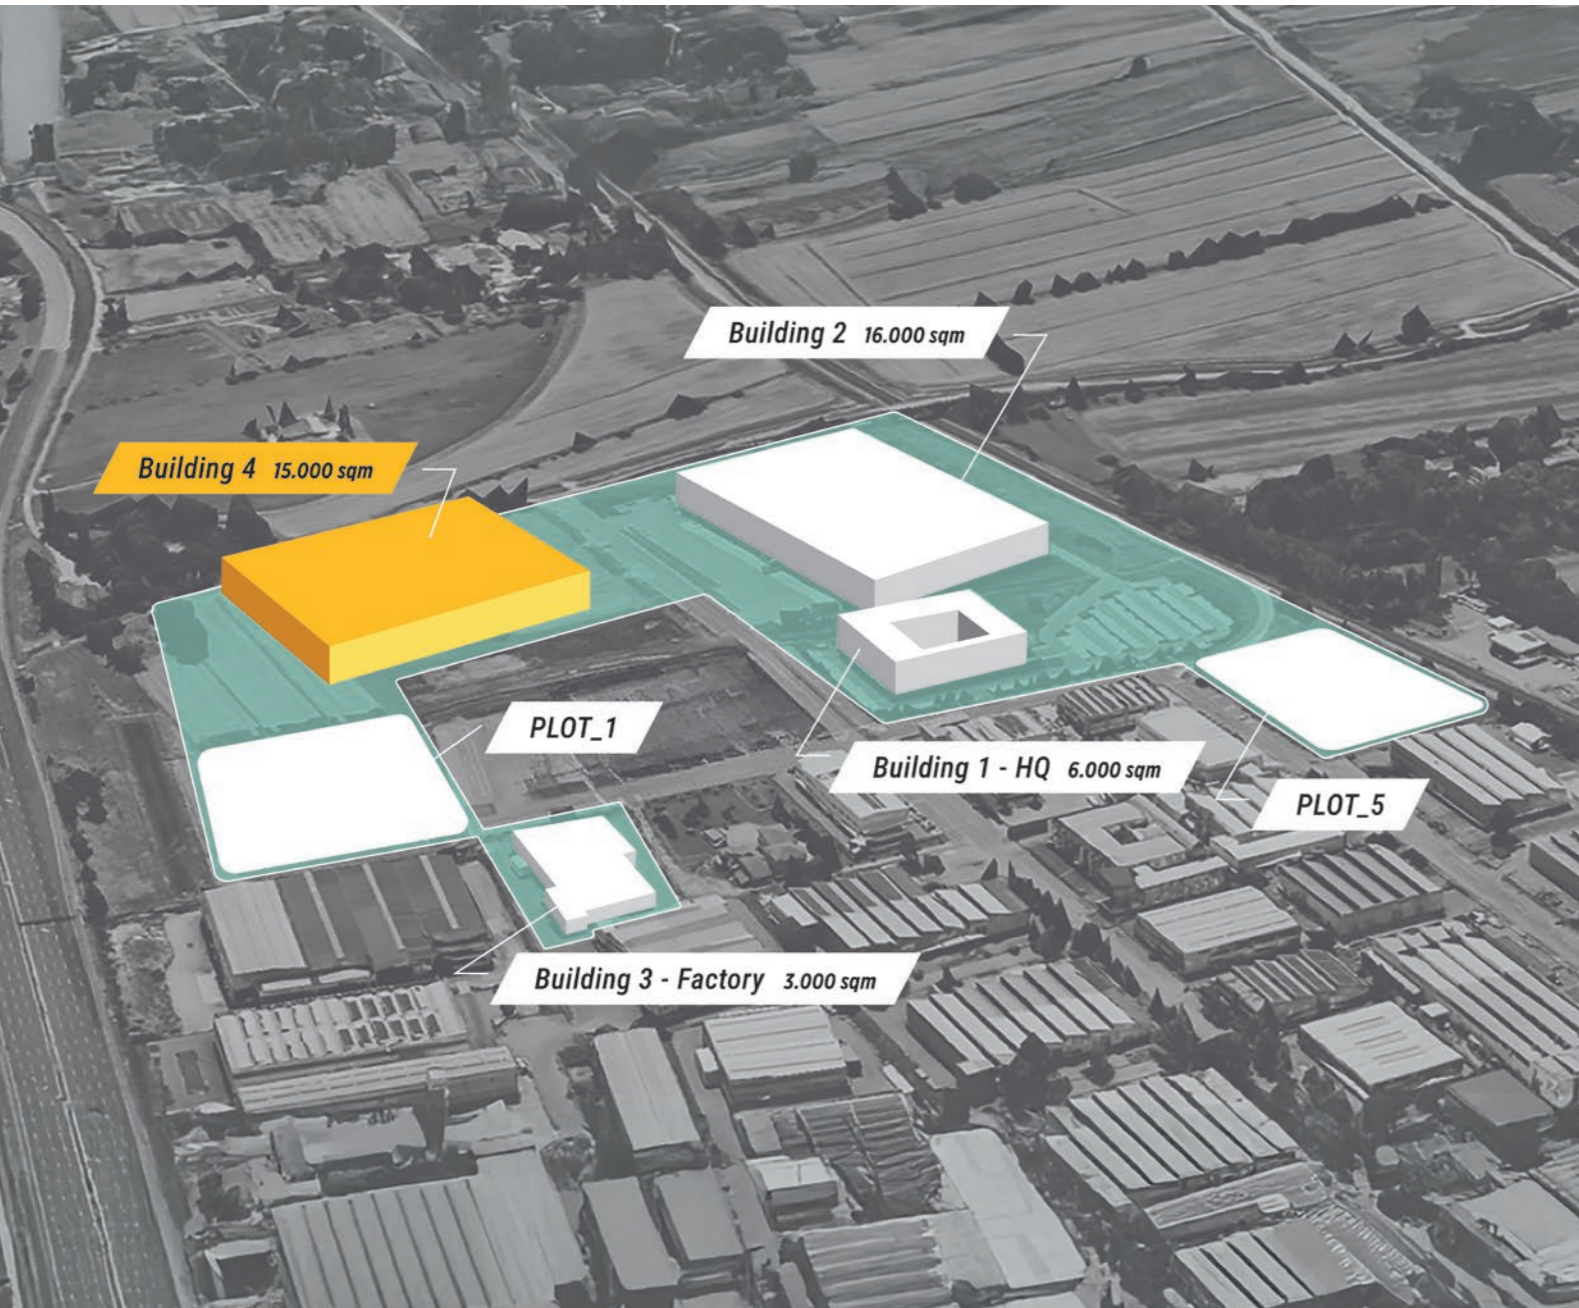 Building 2 16.000 sqm
Building 4 15.000 sqm
PLOT_1
Building 1 - HQ 6.000 sqm
PLOT_5
Building 3 - Factory 3.000 sqm